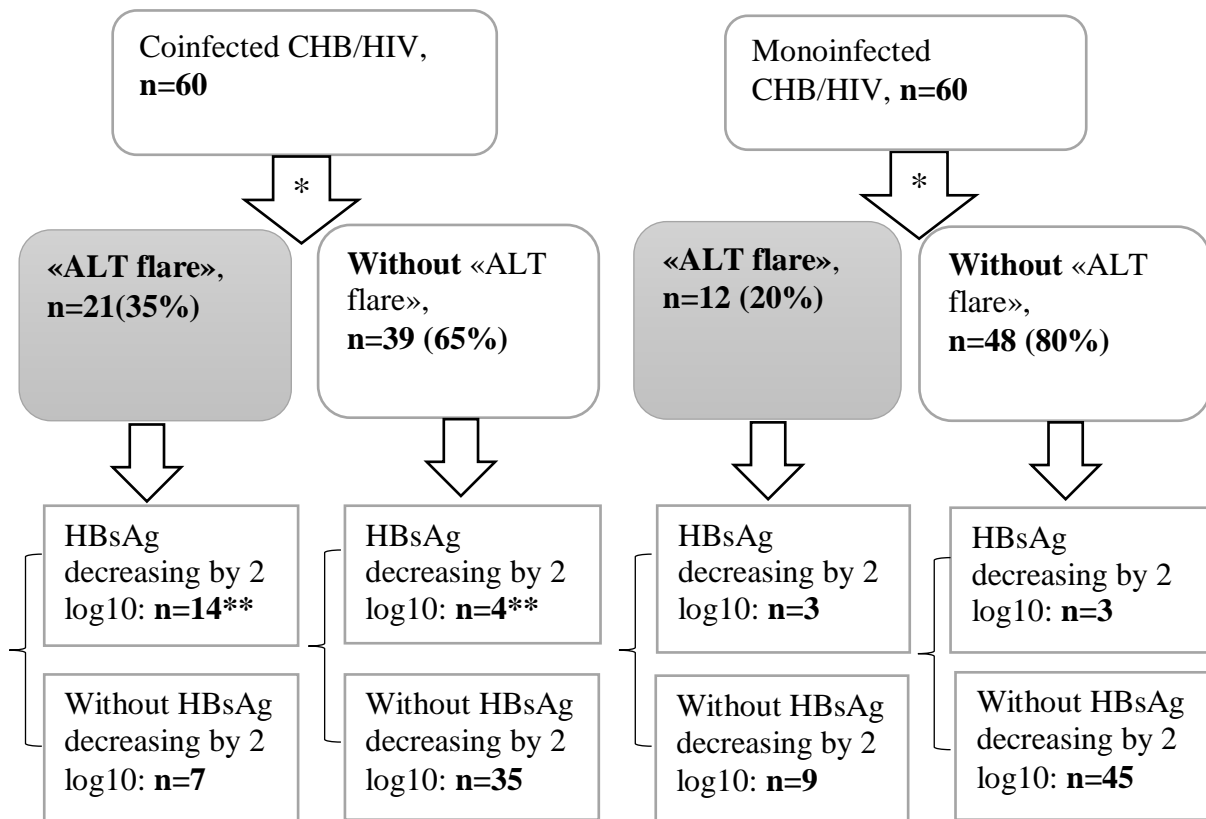 Coinfected CHB/HIV,
n=60
Monoinfected
CHB/HIV, n=60
*
*
«ALT flare»,
n=21(35%)
Without «ALT
flare»,
n=39 (65%)
«ALT flare»,
n=12 (20%)
Without «ALT
flare»,
n=48 (80%)
HBsAg
decreasing by 2
log10: n=14**
HBsAg
decreasing by 2
log10: n=4**
HBsAg
decreasing by 2
log10: n=3
HBsAg
decreasing by 2
log10: n=3
Without HBsAg
decreasing by 2
log10: n=7
Without HBsAg
decreasing by 2
log10: n=35
Without HBsAg
decreasing by 2
log10: n=9
Without HBsAg
decreasing by 2
log10: n=45